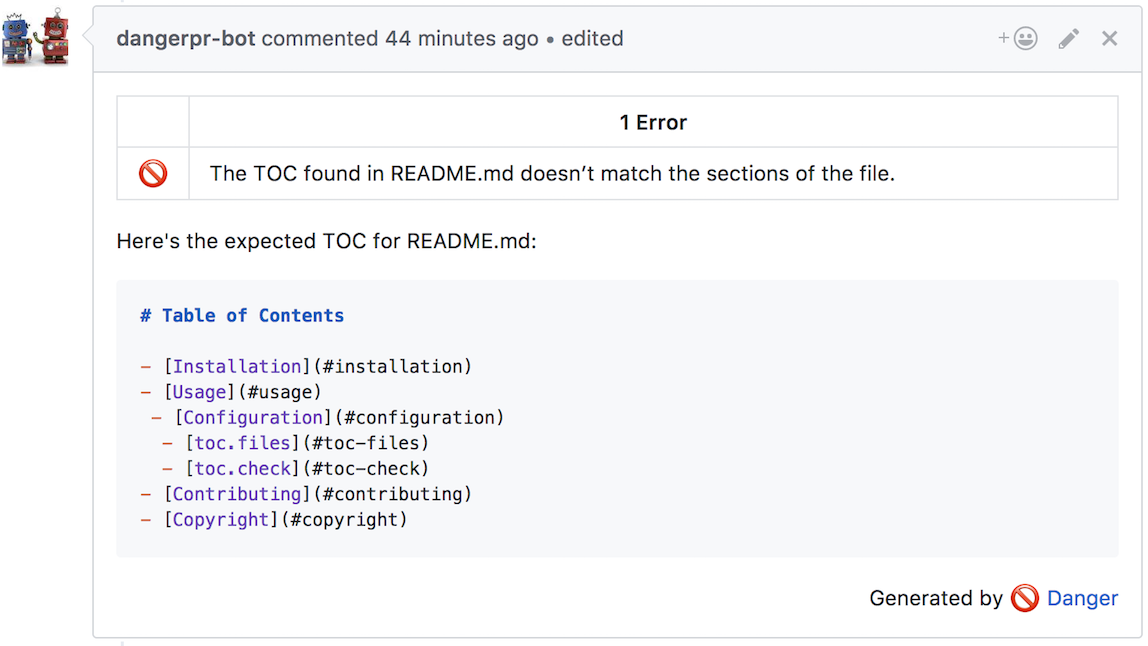 dangerpr-bot commented 44 minutes ago • edited
1 Error
The TOC found in README.md doesn’t match the sections of the file.
Here's the expected TOC for README.md:
# Table of Contents
- [Installation](#installation)
- [Usage](#usage)
 - [Configuration](#configuration)
  - [toc.files](#toc-files)
  - [toc.check](#toc-check)
- [Contributing](#contributing)
- [Copyright](#copyright)
Generated by 🚫 Danger